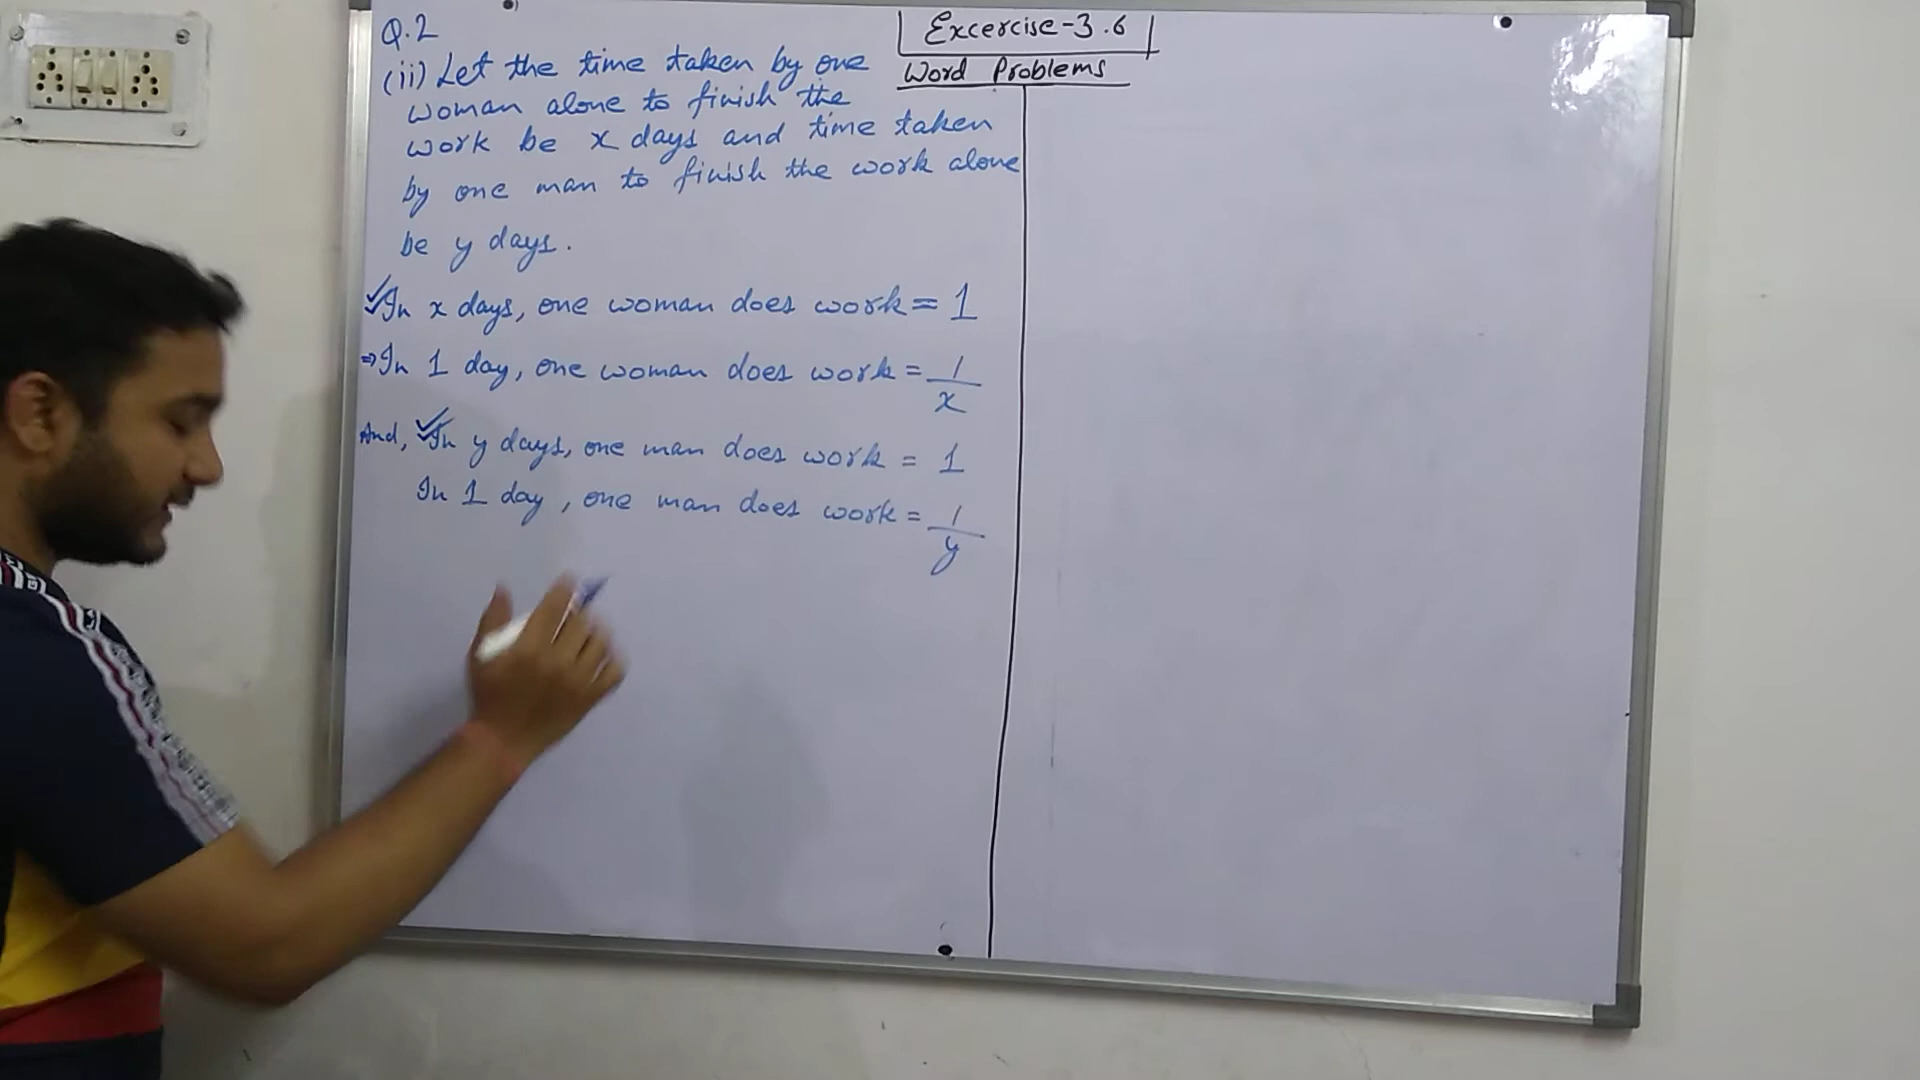 Q.2
Excercise-3.6
Word Problems
(ii) Let the time taken by one
woman alone to finish the
work be x days and time taken
by one man to finish the work alone
be y days.
In x days, one woman does work = 1
⇒ In 1 day, one woman does work = 1/x
And, In y days, one man does work = 1
In 1 day, one man does work = 1/y